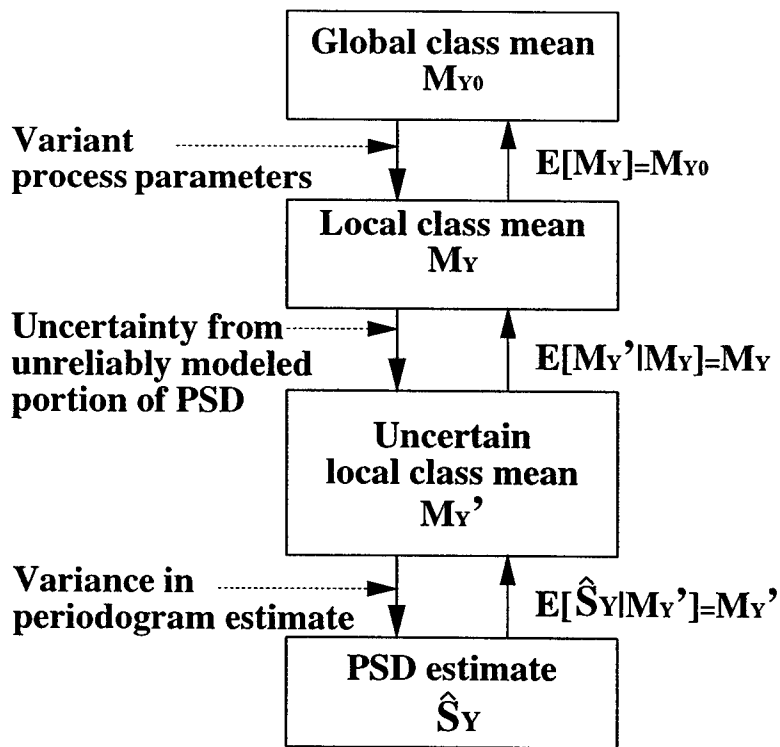 Global class mean
MY0
Variant
process parameters
E[MY]=MY0
Local class mean
MY
Uncertainty from
unreliably modeled
portion of PSD
E[MY'|MY]=MY
Uncertain
local class mean
MY'
Variance in
periodogram estimate
E[ŜY|MY']=MY'
PSD estimate
ŜY